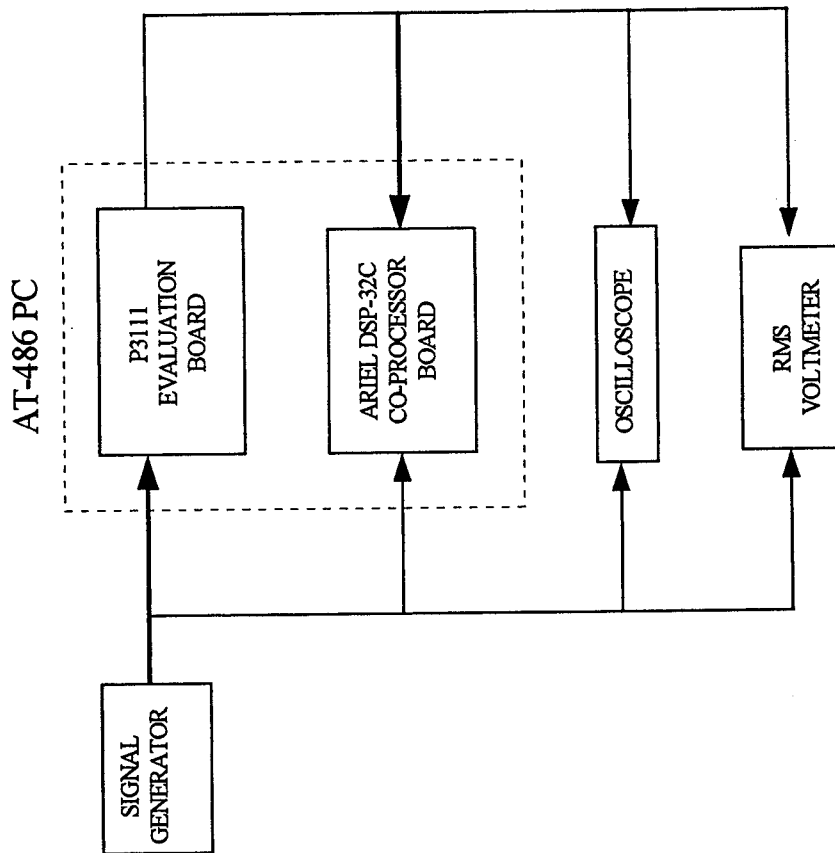 AT-486 PC
SIGNAL
GENERATOR
P3111
EVALUATION
BOARD
ARIEL DSP-32C
CO-PROCESSOR
BOARD
OSCILLOSCOPE
RMS
VOLTMETER